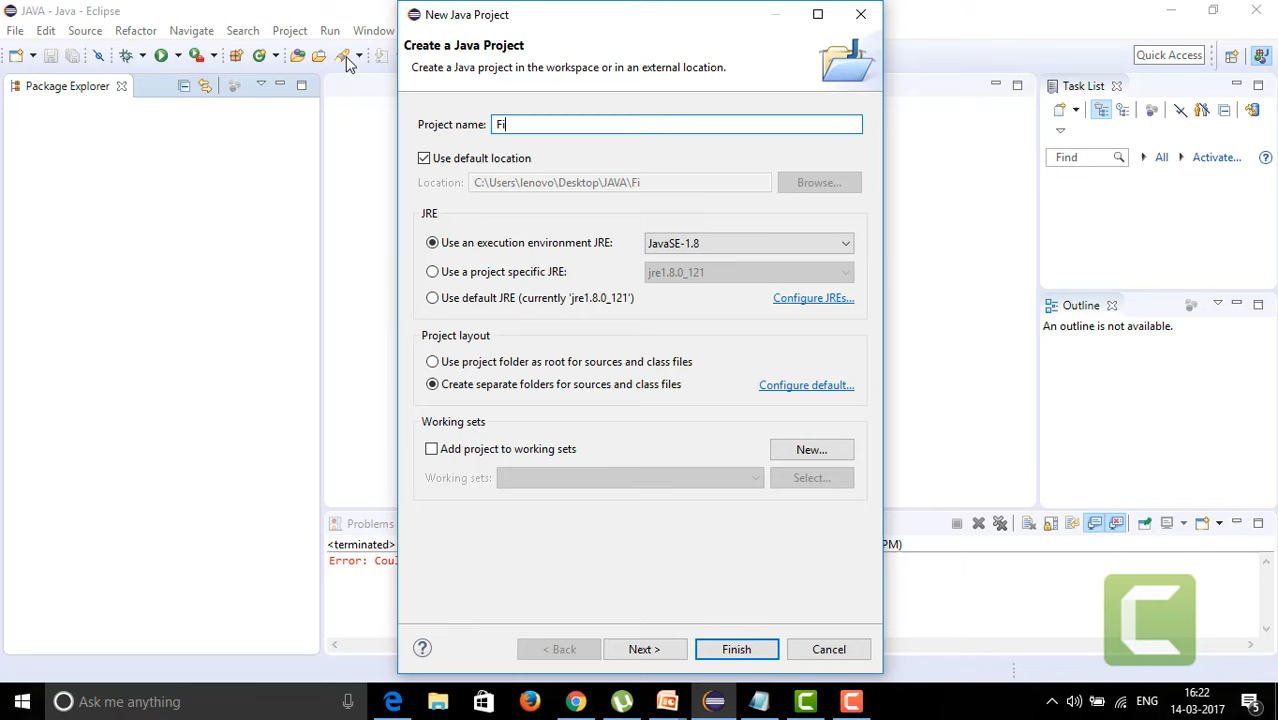 JAVA - Java - Eclipse
New Java Project
File Edit Source Refactor Navigate Search Project Run Window
Create a Java Project
Create a Java project in the workspace or in an external location.
Quick Access
Package Explorer
Task List
Project name: Fi
Find All Activate...
Use default location
Location: C:\Users\lenovo\Desktop\JAVA\Fi Browse...
JRE
Use an execution environment JRE: JavaSE-1.8
Use a project specific JRE: jre1.8.0_121
Use default JRE (currently 'jre1.8.0_121') Configure JREs...
Outline
An outline is not available.
Project layout
Use project folder as root for sources and class files
Create separate folders for sources and class files Configure default...
Working sets
Add project to working sets New...
Working sets: Select...
Problems
<terminated> PM)
Error: Cou
< Back Next > Finish Cancel
Ask me anything
ENG
16:22
14-03-2017
5